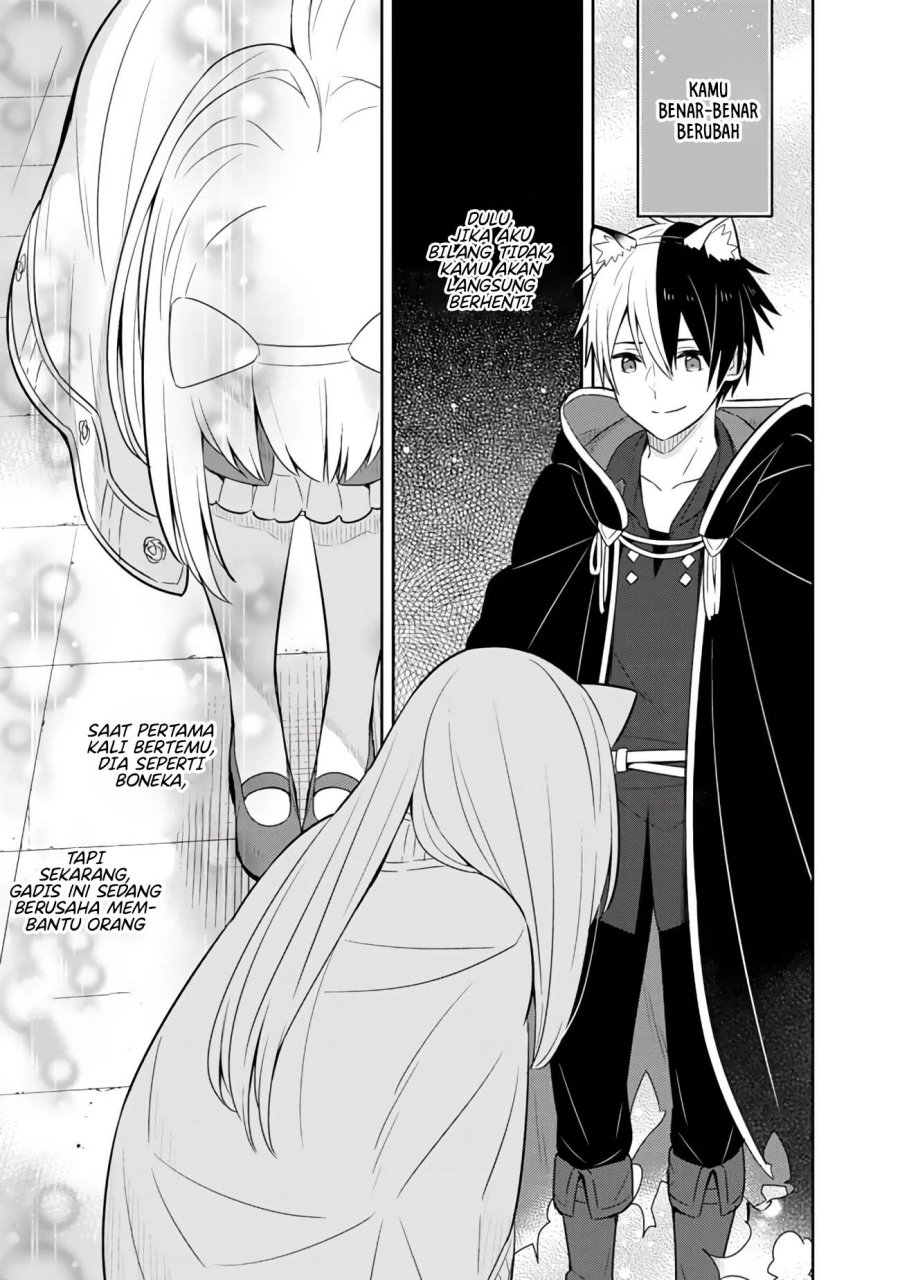 KAMU
BENAR-BENAR
BERUBAH
DULU,
JIKA AKU
BILANG TIDAK,
KAMU AKAN
LANGSUNG
BERHENTI
SAAT PERTAMA
KALI BERTEMU,
DIA SEPERTI
BONEKA,
TAPI
SEKARANG,
GADIS INI SEDANG
BERUSAHA MEM-
BANTU ORANG